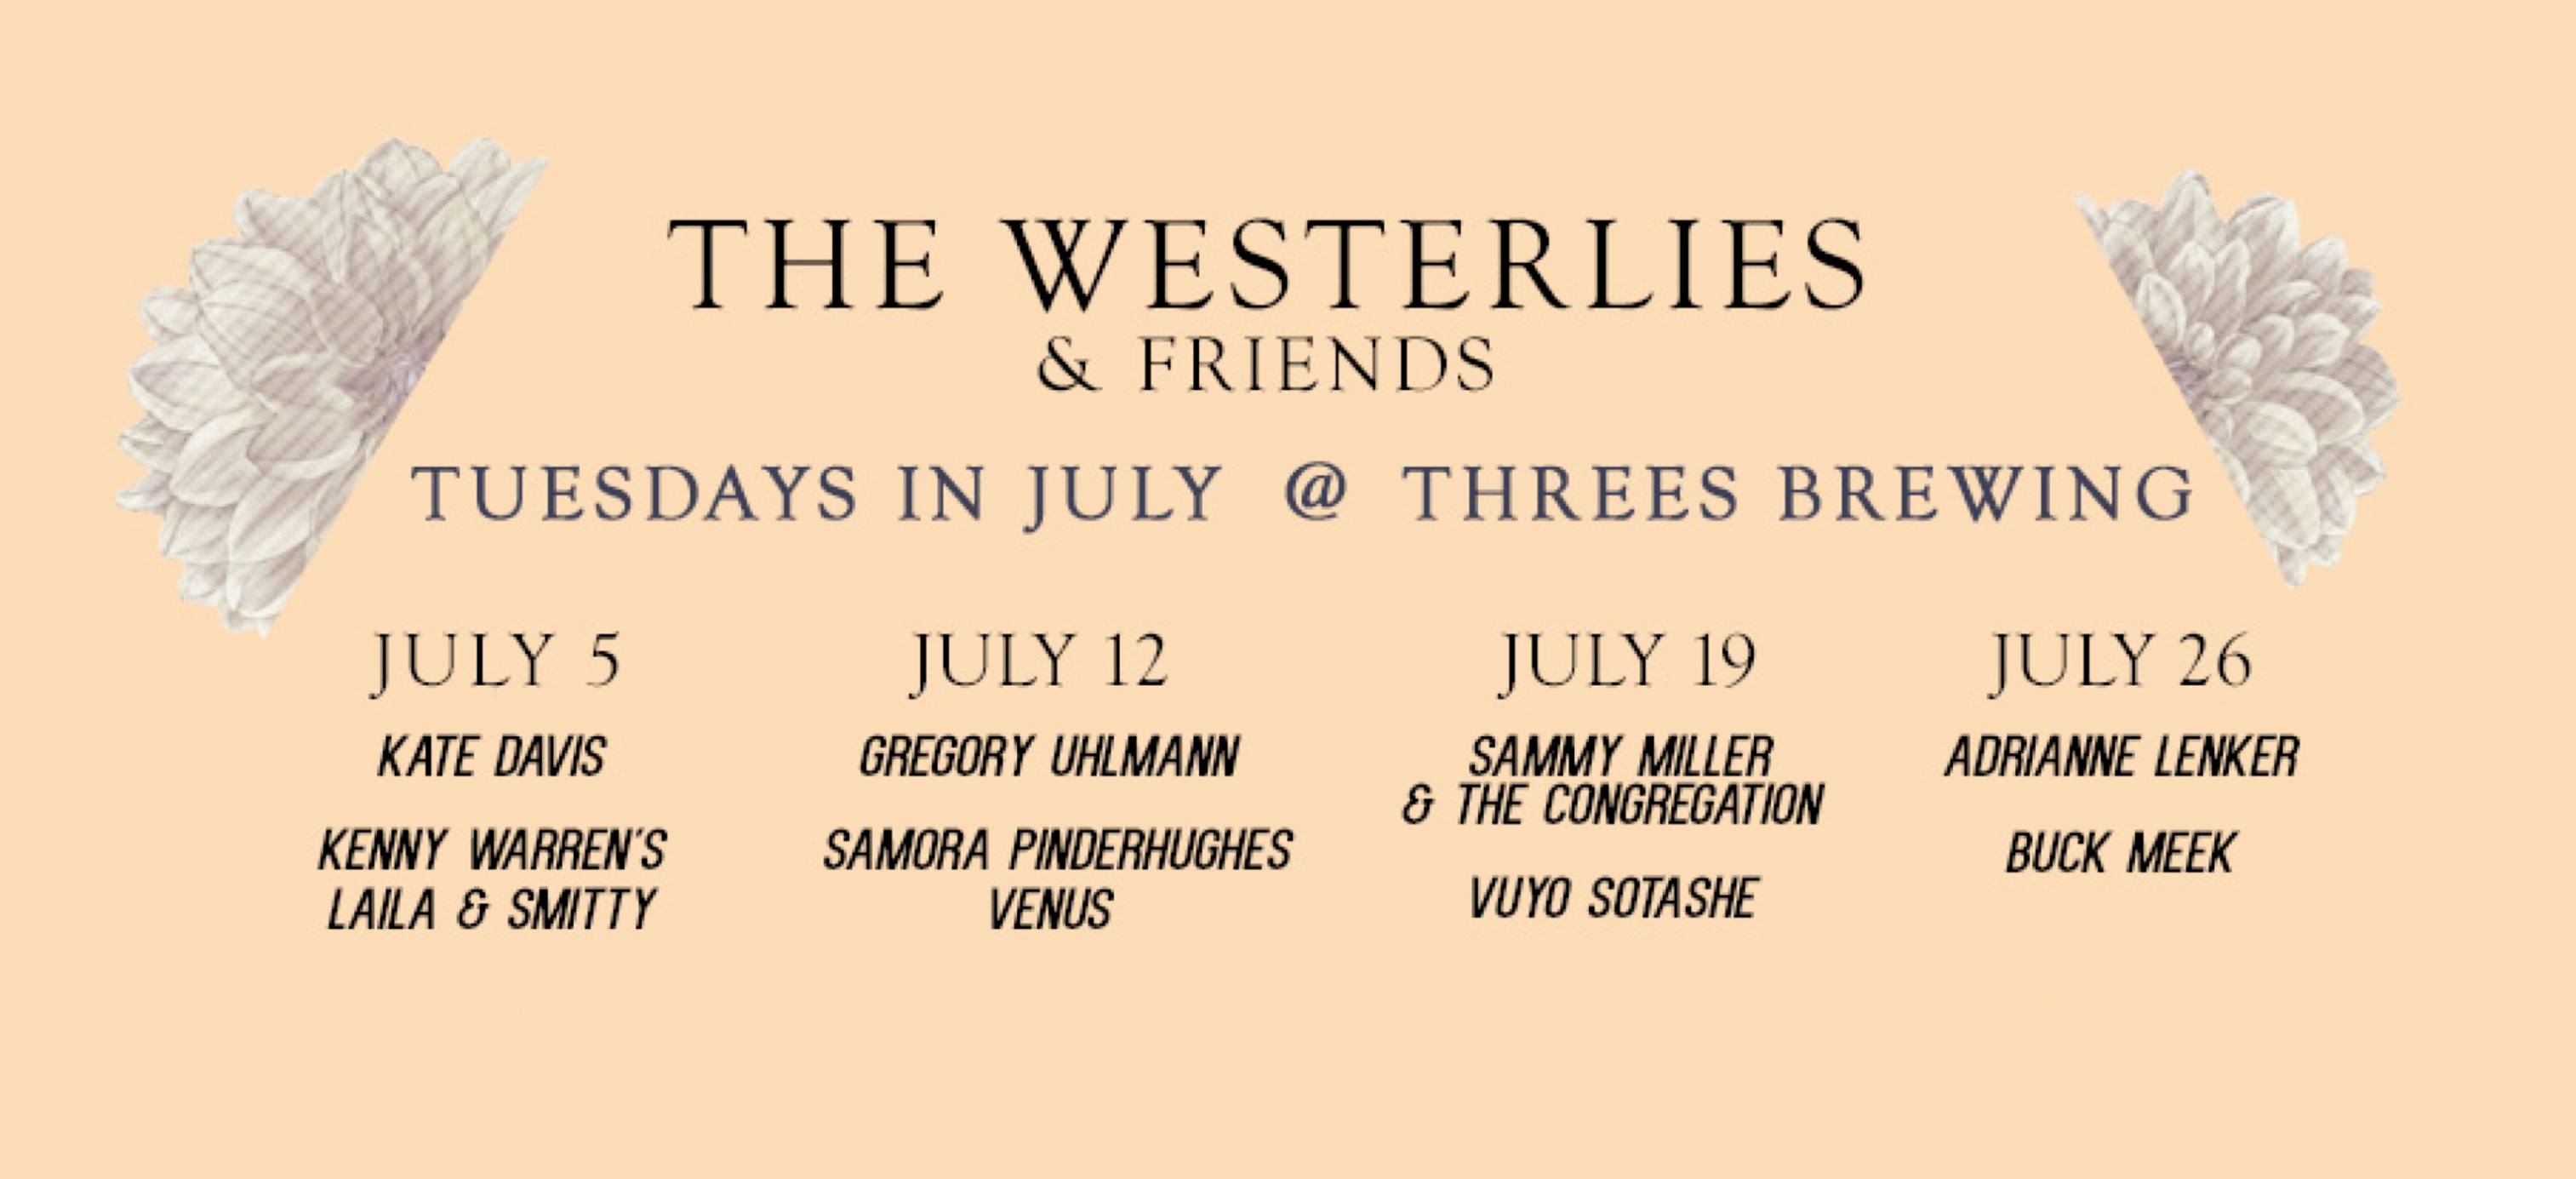 THE WESTERLIES
& FRIENDS
TUESDAYS IN JULY @ THREES BREWING
JULY 5
KATE DAVIS
KENNY WARREN'S
LAILA & SMITTY
JULY 12
GREGORY UHLMANN
SAMORA PINDERHUGHES
VENUS
JULY 19
SAMMY MILLER
& THE CONGREGATION
VUYO SOTASHE
JULY 26
ADRIANNE LENKER
BUCK MEEK